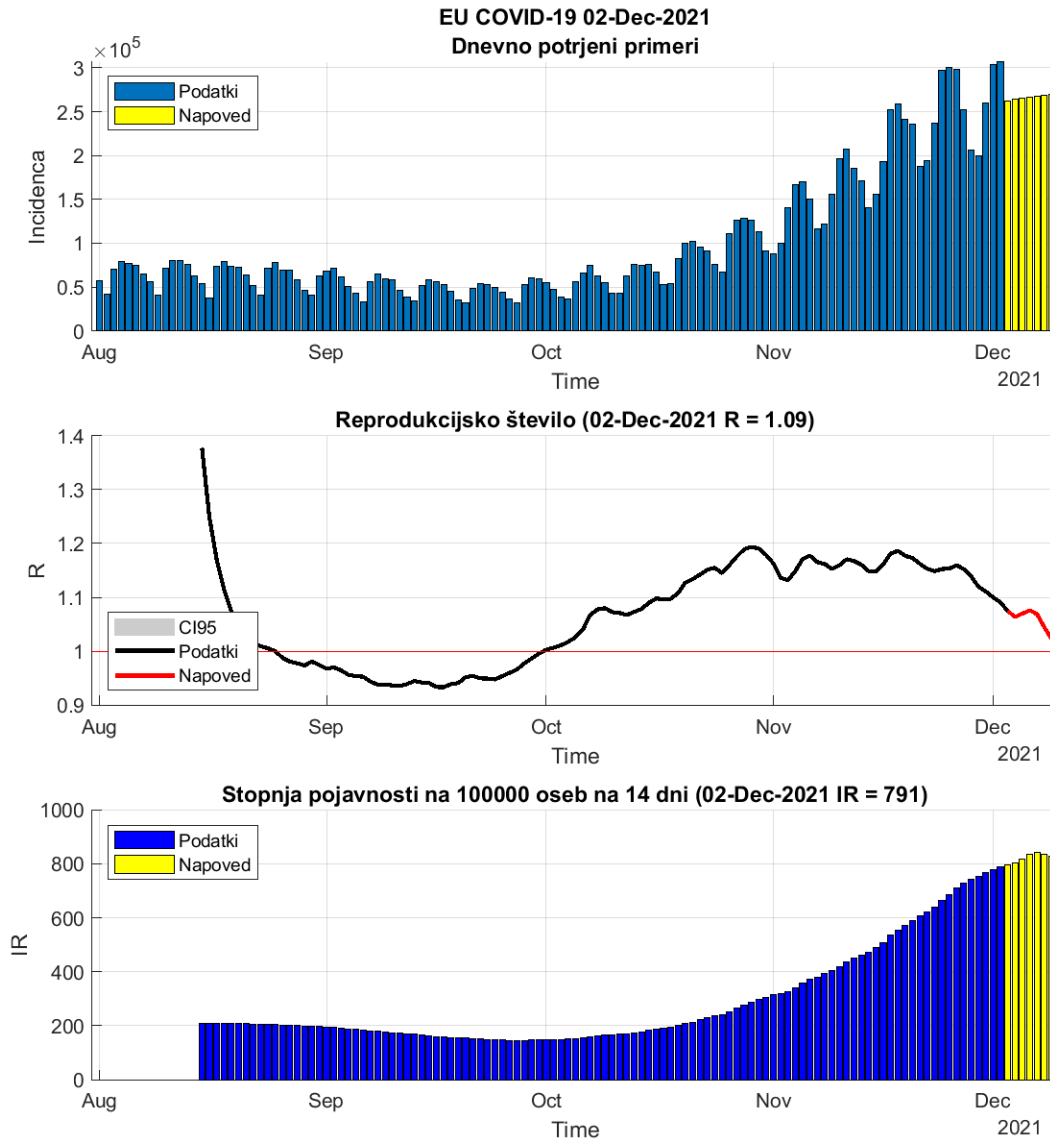 EU COVID-19 02-Dec-2021
Dnevno potrjeni primeri
×10^5
3
2.5
2
1.5
1
0.5
0
Incidenca
Podatki
Napoved
Aug Sep Oct Nov Dec
Time
2021
Reprodukcijsko število (02-Dec-2021 R = 1.09)
1.4
1.3
1.2
1.1
1
0.9
R
CI95
Podatki
Napoved
Aug Sep Oct Nov Dec
Time
2021
Stopnja pojavnosti na 100000 oseb na 14 dni (02-Dec-2021 IR = 791)
1000
800
600
400
200
0
IR
Podatki
Napoved
Aug Sep Oct Nov Dec
Time
2021